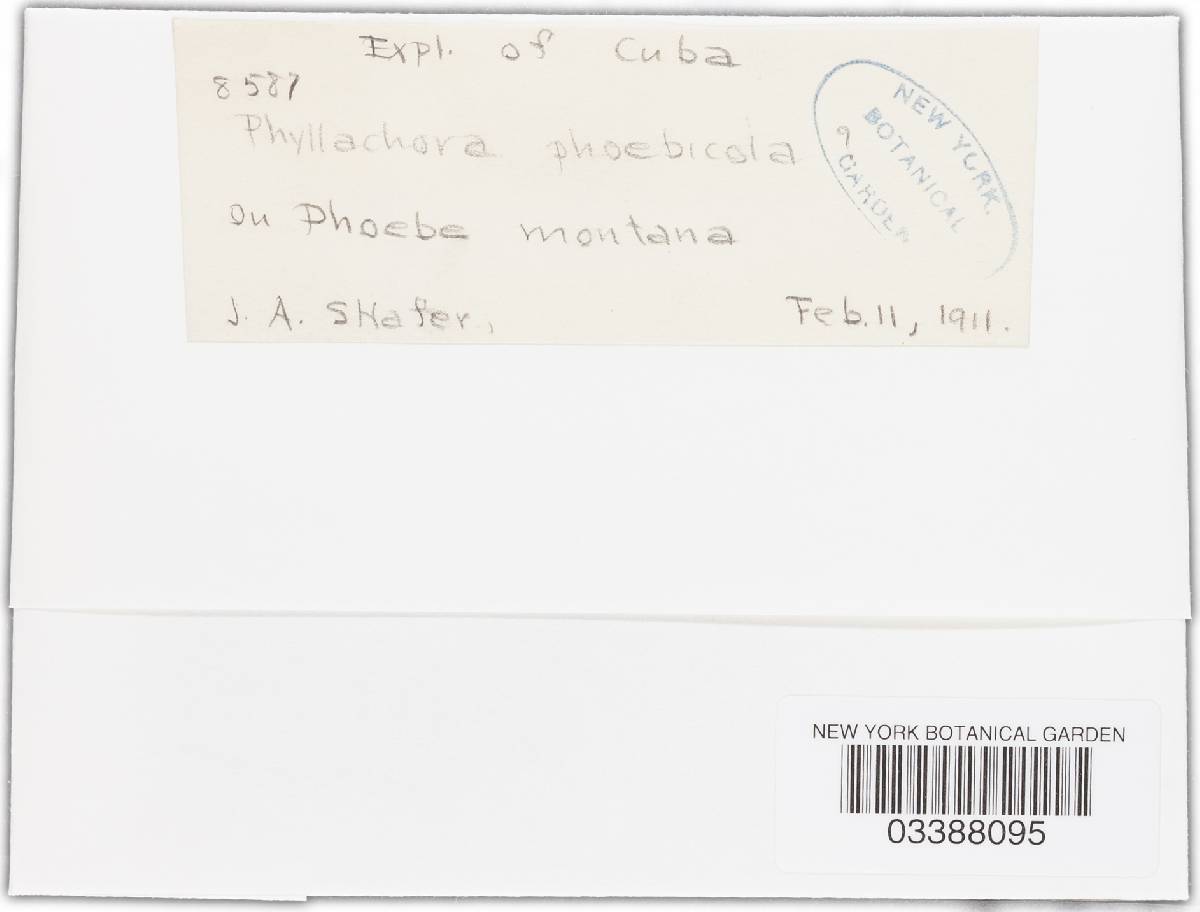 Expl. of Cuba
8587
Phyllachora phoebicola
On Phoebe montana
J. A. SHafer,
Feb. 11, 1911.
NEW YORK.
BOTANICAL
GARDEN
NEW YORK BOTANICAL GARDEN
03388095